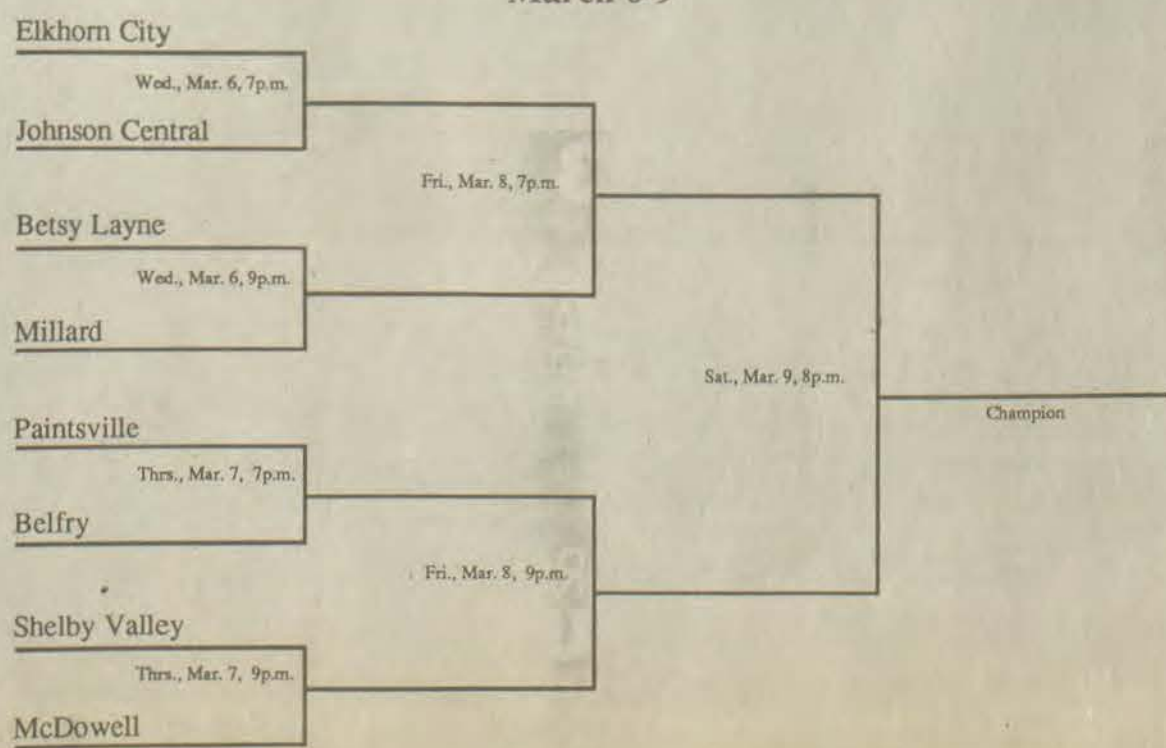 Elkhorn City
Wed., Mar. 6, 7p.m.
Johnson Central
Fri., Mar. 8, 7p.m.
Betsy Layne
Wed., Mar. 6, 9p.m.
Millard
Sat., Mar. 9, 8p.m.
Champion
Paintsville
Thrs., Mar. 7, 7p.m.
Belfry
Fri., Mar. 8, 9p.m.
Shelby Valley
Thrs., Mar. 7, 9p.m.
McDowell